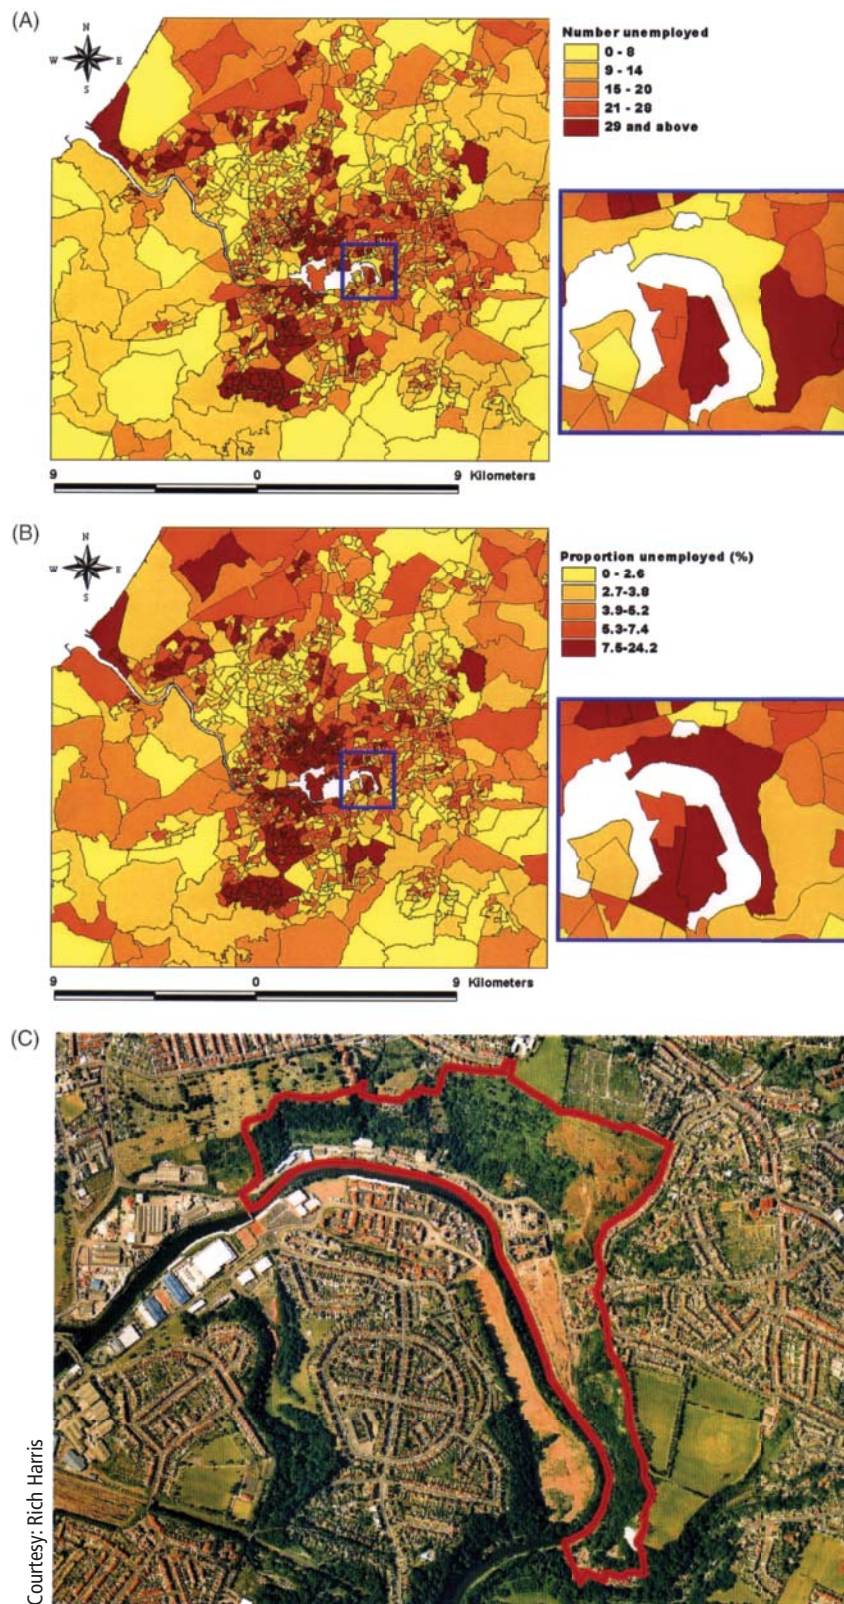 (A)
N
W E
S
Number unemployed
0 - 8
9 - 14
15 - 20
21 - 28
29 and above
9 0 9 Kilometers
(B)
N
W E
S
Proportion unemployed (%)
0 - 2.6
2.7-3.8
3.9-5.2
5.3-7.4
7.5-24.2
9 0 9 Kilometers
(C)
Courtesy: Rich Harris